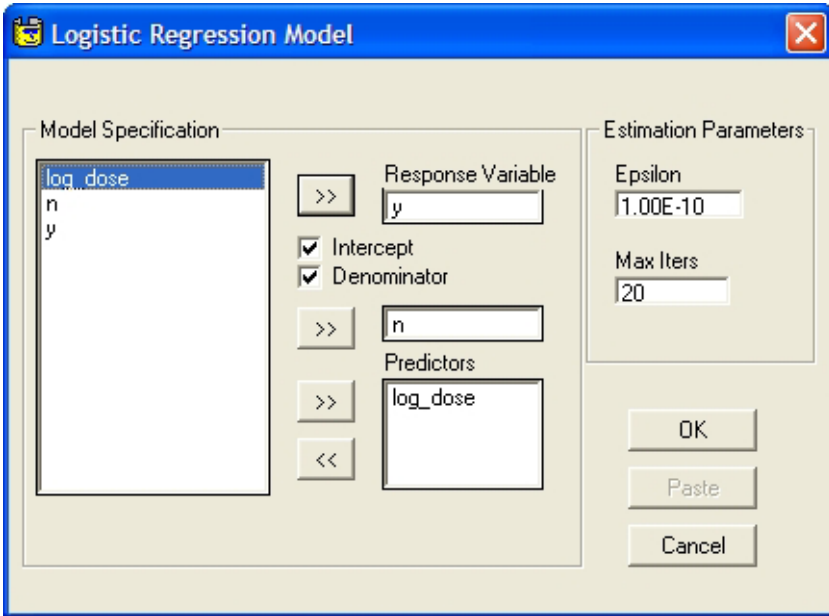 Logistic Regression Model
Model Specification
log_dose
n
y
>>
Response Variable
y
Intercept
Denominator
>>
n
Predictors
>>
log_dose
<<
Estimation Parameters
Epsilon
1.00E-10
Max Iters
20
OK
Paste
Cancel